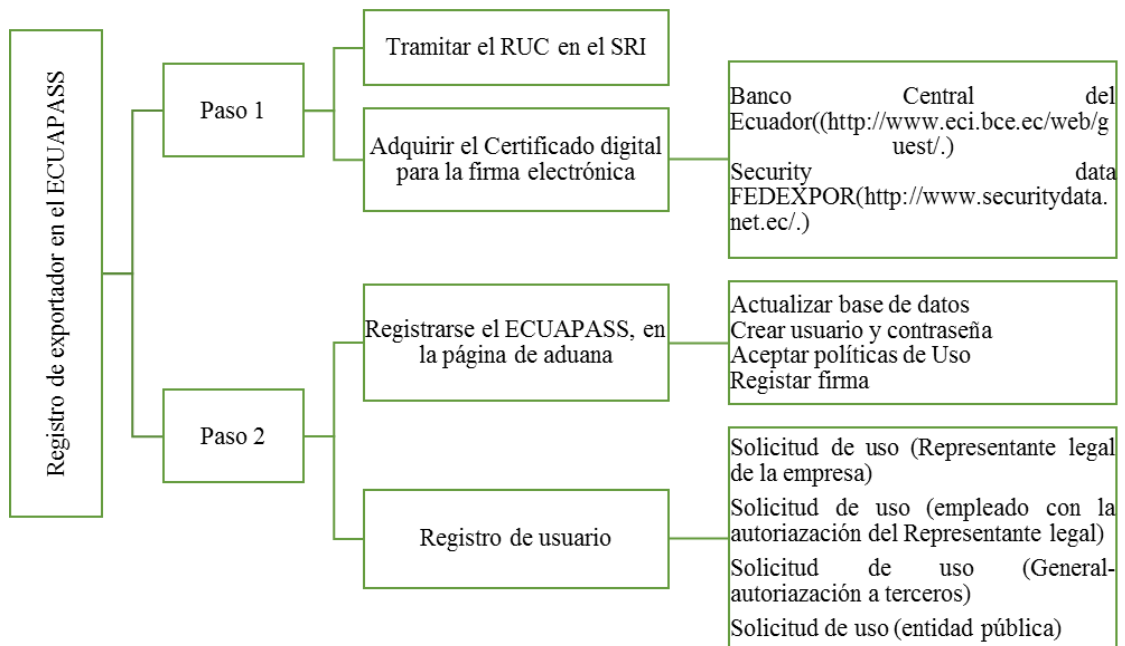 Registro de exportador en el ECUAPASS
Paso 1
Tramitar el RUC en el SRI
Adquirir el Certificado digital
para la firma electrónica
Banco Central del
Ecuador((http://www.eci.bce.ec/web/g
uest/.)
Security data
FEDEXPOR(http://www.securitydata.
net.ec/.)
Paso 2
Registrarse el ECUAPASS, en
la página de aduana
Actualizar base de datos
Crear usuario y contraseña
Aceptar políticas de Uso
Registar firma
Registro de usuario
Solicitud de uso (Representante legal
de la empresa)
Solicitud de uso (empleado con la
autorización del Representante legal)
Solicitud de uso (General-
autoriazación a terceros)
Solicitud de uso (entidad pública)